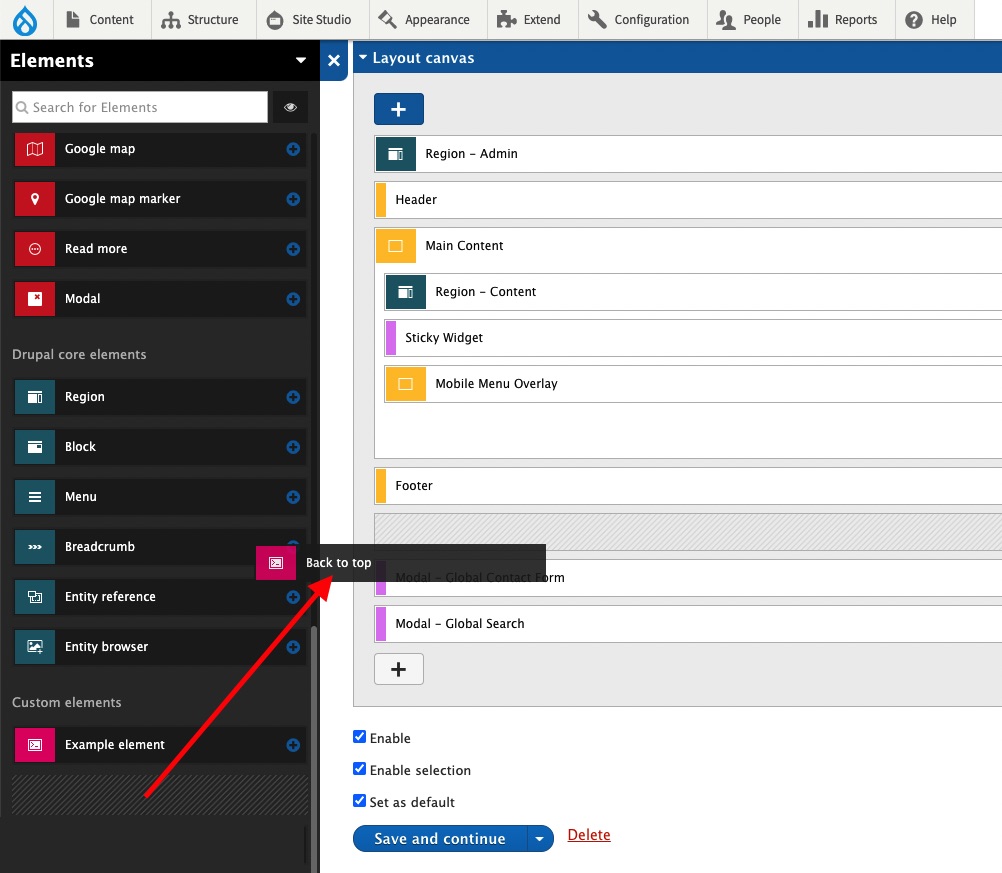 Content
Structure
Site Studio
Appearance
Extend
Configuration
People
Reports
Help
Elements
Search for Elements
Google map
Google map marker
Read more
Modal
Drupal core elements
Region
Block
Menu
Breadcrumb
Entity reference
Entity browser
Custom elements
Example element
Back to top
Layout canvas
Region – Admin
Header
Main Content
Region – Content
Sticky Widget
Mobile Menu Overlay
Footer
Modal – Global Contact Form
Modal – Global Search
Enable
Enable selection
Set as default
Save and continue
Delete